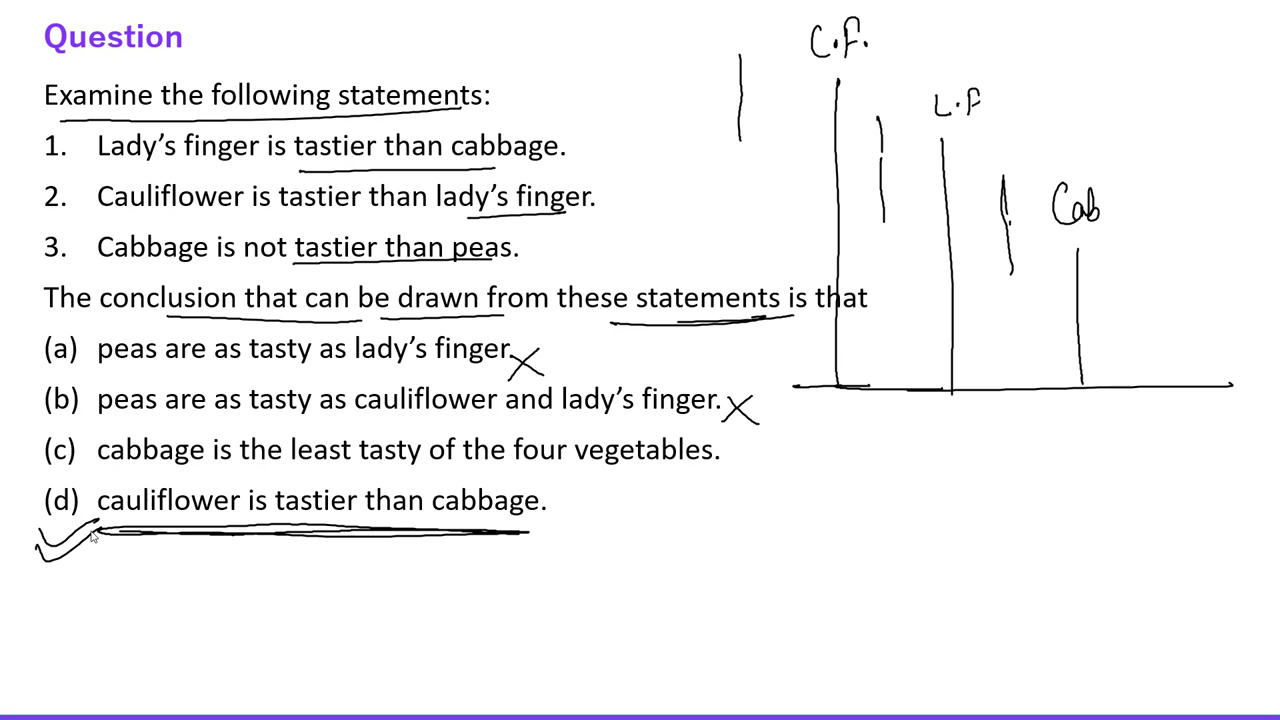 Question
Examine the following statements:
1. Lady’s finger is tastier than cabbage.
2. Cauliflower is tastier than lady’s finger.
3. Cabbage is not tastier than peas.
The conclusion that can be drawn from these statements is that
(a) peas are as tasty as lady’s finger.
(b) peas are as tasty as cauliflower and lady’s finger.
(c) cabbage is the least tasty of the four vegetables.
(d) cauliflower is tastier than cabbage.
C.F.
L.F
Cab